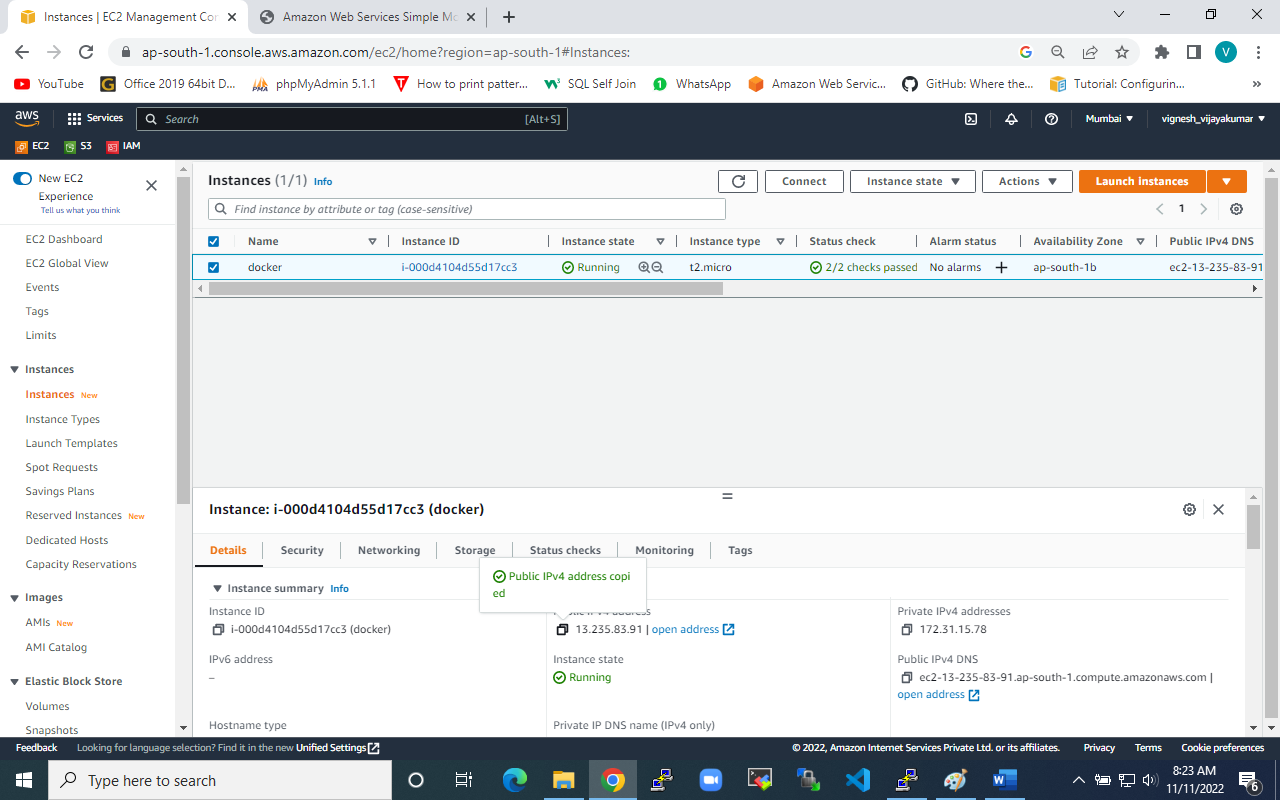 Instances | EC2 Management Con
Amazon Web Services Simple Mo
ap-south-1.console.aws.amazon.com/ec2/home?region=ap-south-1#Instances:
V
YouTube
Office 2019 64bit D...
phpMyAdmin 5.1.1
How to print patter...
SQL Self Join
WhatsApp
Amazon Web Servic...
GitHub: Where the...
Tutorial: Configurin...
aws
Services
Search
[Alt+S]
Mumbai
vignesh_vijayakumar
EC2
S3
IAM
New EC2
Experience
Tell us what you think
EC2 Dashboard
EC2 Global View
Events
Tags
Limits
Instances
Instances New
Instance Types
Launch Templates
Spot Requests
Savings Plans
Reserved Instances New
Dedicated Hosts
Capacity Reservations
Images
AMIs New
AMI Catalog
Elastic Block Store
Volumes
Snapshots
Instances (1/1) Info
Connect
Instance state
Actions
Launch instances
Find instance by attribute or tag (case-sensitive)
1
Name
Instance ID
Instance state
Instance type
Status check
Alarm status
Availability Zone
Public IPv4 DNS
docker
i-000d4104d55d17cc3
Running
t2.micro
2/2 checks passed
No alarms
ap-south-1b
ec2-13-235-83-91
Instance: i-000d4104d55d17cc3 (docker)
Details
Security
Networking
Storage
Status checks
Monitoring
Tags
Public IPv4 address copi
ed
Instance summary Info
Instance ID
i-000d4104d55d17cc3 (docker)
Public IPv4 address
13.235.83.91 | open address
Private IPv4 addresses
172.31.15.78
IPv6 address
–
Instance state
Running
Public IPv4 DNS
ec2-13-235-83-91.ap-south-1.compute.amazonaws.com |
open address
Hostname type
Private IP DNS name (IPv4 only)
Feedback
Looking for language selection? Find it in the new Unified Settings
© 2022, Amazon Internet Services Private Ltd. or its affiliates.
Privacy
Terms
Cookie preferences
Type here to search
8:23 AM
11/11/2022
6